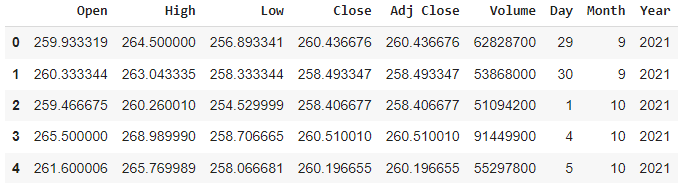 Open High Low Close Adj Close Volume Day Month Year
0 259.933319 264.500000 256.893341 260.436676 260.436676 62828700 29 9 2021
1 260.333344 263.043335 258.333344 258.493347 258.493347 53868000 30 9 2021
2 259.466675 260.260010 254.529999 258.406677 258.406677 51094200 1 10 2021
3 265.500000 268.989990 258.706665 260.510010 260.510010 91449900 4 10 2021
4 261.600006 265.769989 258.066681 260.196655 260.196655 55297800 5 10 2021